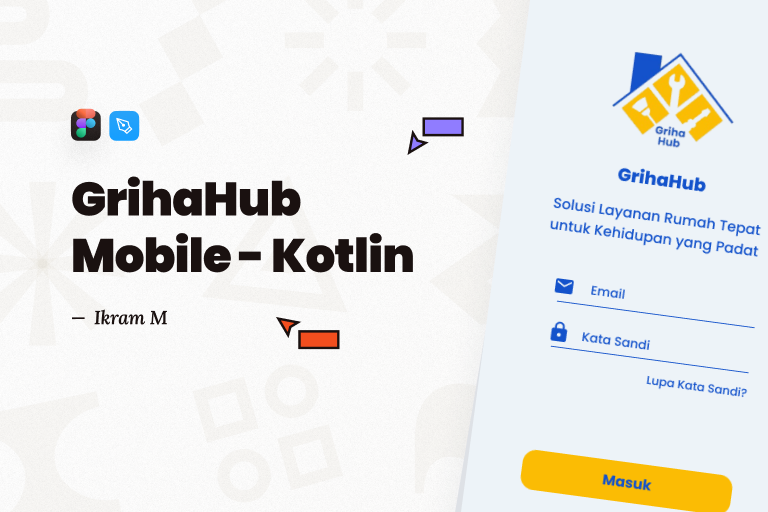 GrihaHub
Mobile - Kotlin
— Ikram M
Griha
Hub
GrihaHub
Solusi Layanan Rumah Tepat
untuk Kehidupan yang Padat
Email
Kata Sandi
Lupa Kata Sandi?
Masuk